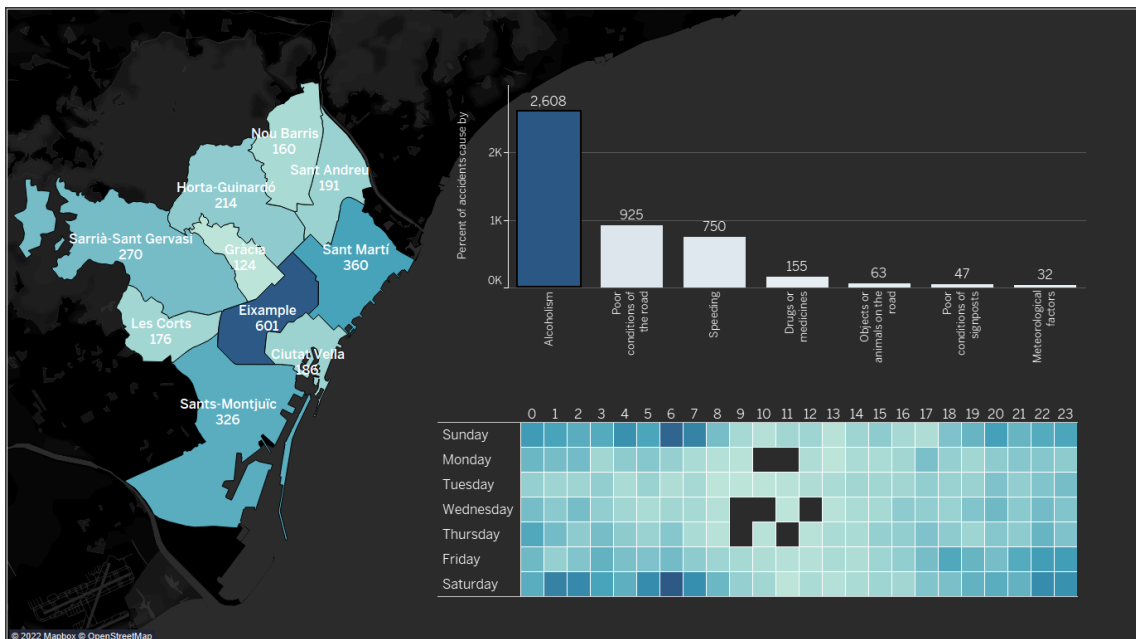 Nou Barris
160
Sant Andreu
191
Horta-Guinardó
214
Sarrià-Sant Gervasi
270
Gràcia
124
Sant Martí
360
Eixample
601
Les Corts
176
Ciutat Vella
186
Sants-Montjuïc
326
© 2022 Mapbox © OpenStreetMap
Percent of accidents cause by
2K
1K
0K
2,608
925
750
155
63
47
32
Alcoholism
Poor
conditions of
the road
Speeding
Drugs or
medicines
Objects or
animals on the
road
Poor
conditions of
signposts
Meteorological
factors
0 1 2 3 4 5 6 7 8 9 10 11 12 13 14 15 16 17 18 19 20 21 22 23
Sunday
Monday
Tuesday
Wednesday
Thursday
Friday
Saturday